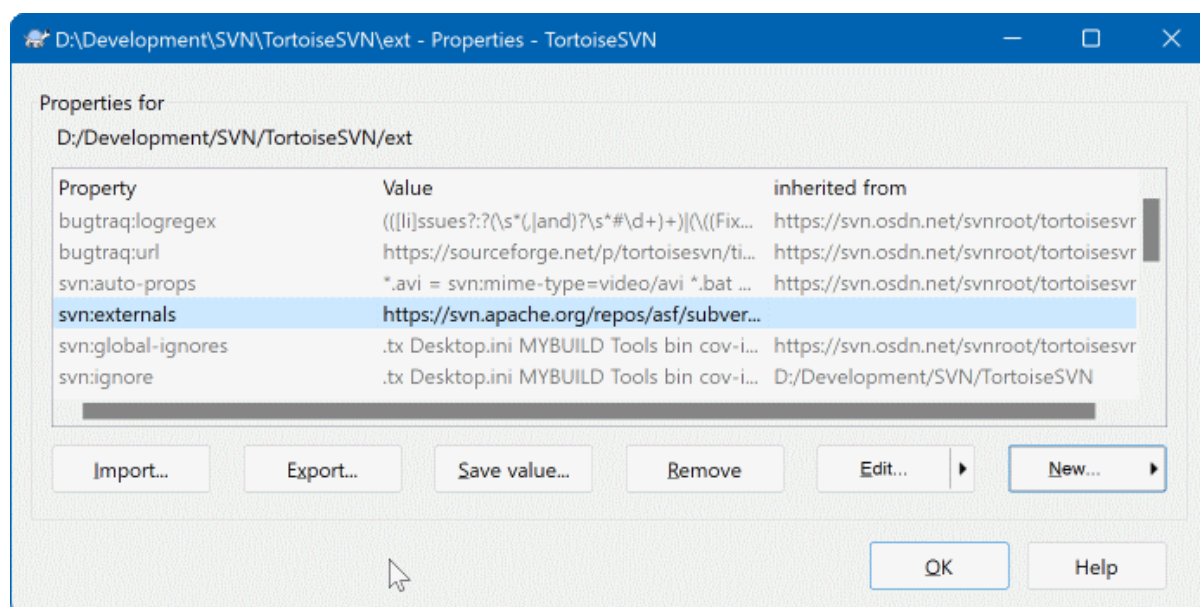 D:\Development\SVN\TortoiseSVN\ext - Properties - TortoiseSVN
Properties for
D:/Development/SVN/TortoiseSVN/ext
Property Value inherited from
bugtraq:logregex (([Ii]ssues?:?(\s*(,|and)?\s*#\d+)+)|(\((Fix... https://svn.osdn.net/svnroot/tortoisesvr
bugtraq:url https://sourceforge.net/p/tortoisesvn/ti... https://svn.osdn.net/svnroot/tortoisesvr
svn:auto-props *.avi = svn:mime-type=video/avi *.bat ... https://svn.osdn.net/svnroot/tortoisesvr
svn:externals https://svn.apache.org/repos/asf/subver...
svn:global-ignores .tx Desktop.ini MYBUILD Tools bin cov-i... https://svn.osdn.net/svnroot/tortoisesvr
svn:ignore .tx Desktop.ini MYBUILD Tools bin cov-i... D:/Development/SVN/TortoiseSVN
Import... Export... Save value... Remove Edit... New...
OK Help